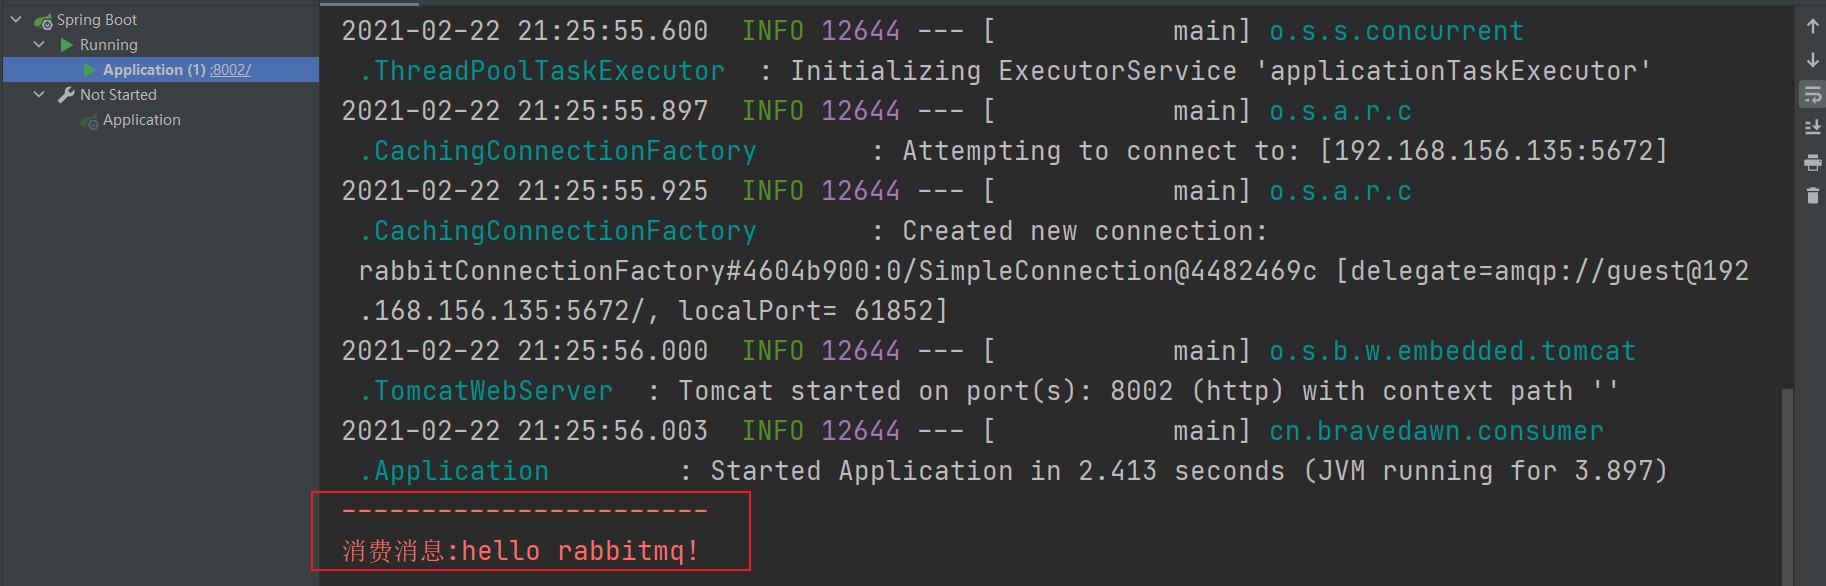 Spring Boot
Running
Application (1) :8002/
Not Started
Application
2021-02-22 21:25:55.600  INFO 12644 --- [           main] o.s.s.concurrent
.ThreadPoolTaskExecutor  : Initializing ExecutorService 'applicationTaskExecutor'
2021-02-22 21:25:55.897  INFO 12644 --- [           main] o.s.a.r.c
.CachingConnectionFactory       : Attempting to connect to: [192.168.156.135:5672]
2021-02-22 21:25:55.925  INFO 12644 --- [           main] o.s.a.r.c
.CachingConnectionFactory       : Created new connection:
rabbitConnectionFactory#4604b900:0/SimpleConnection@4482469c [delegate=amqp://guest@192
.168.156.135:5672/, localPort= 61852]
2021-02-22 21:25:56.000  INFO 12644 --- [           main] o.s.b.w.embedded.tomcat
.TomcatWebServer  : Tomcat started on port(s): 8002 (http) with context path ''
2021-02-22 21:25:56.003  INFO 12644 --- [           main] cn.bravedawn.consumer
.Application        : Started Application in 2.413 seconds (JVM running for 3.897)
-----------------------
消费消息:hello rabbitmq!